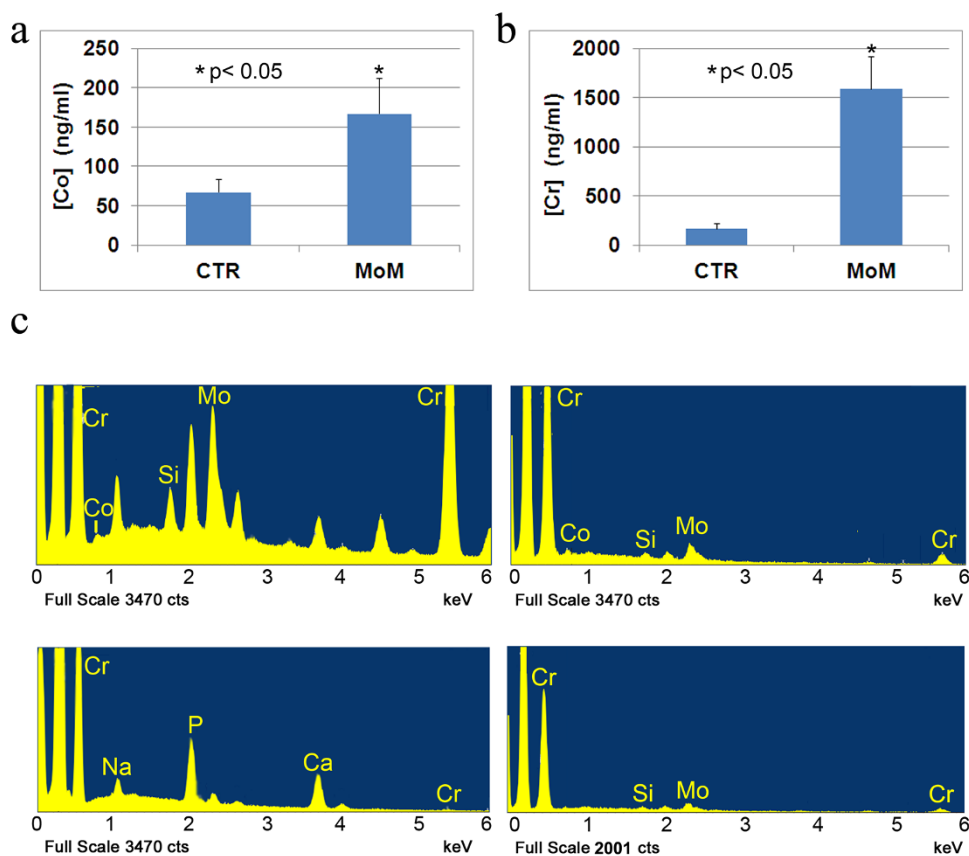 a
250
200
150
100
50
0
[Co] (ng/ml)
* p< 0.05
*
CTR MoM
b
2000
1500
1000
500
0
[Cr] (ng/ml)
* p< 0.05
*
CTR MoM
c
Cr
Co
Si
Mo
Cr
0 1 2 3 4 5 6
Full Scale 3470 cts keV
Cr
Co
Si
Mo
Cr
0 1 2 3 4 5 6
Full Scale 3470 cts keV
Cr
Na
P
Ca
Cr
0 1 2 3 4 5 6
Full Scale 3470 cts keV
Cr
Si
Mo
Cr
0 1 2 3 4 5 6
Full Scale 2001 cts keV